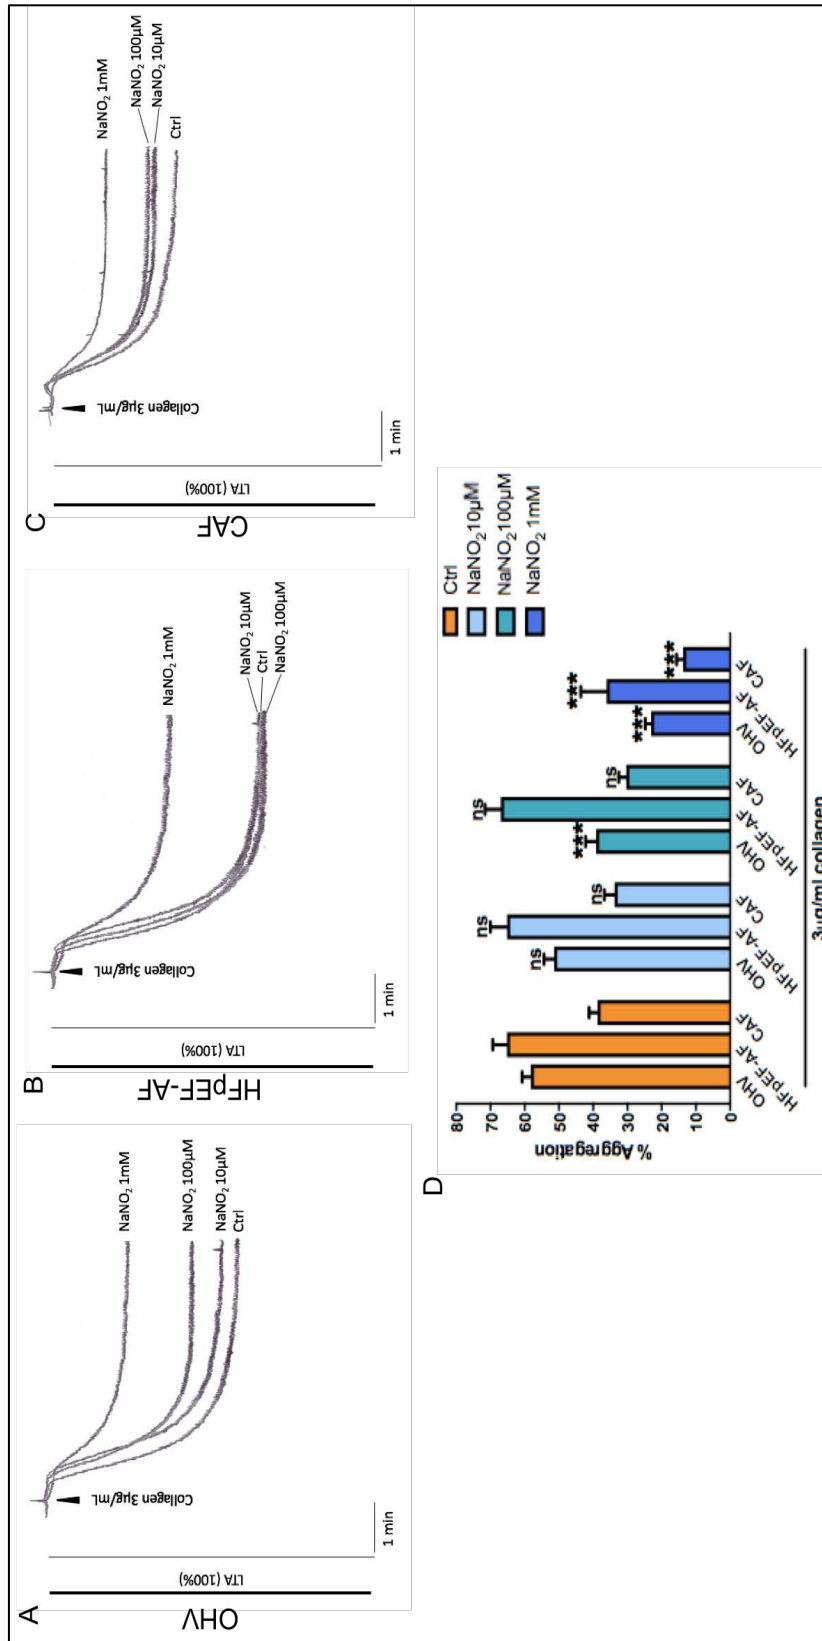 A
OHV
LTA (100%)
Collagen 3µg/mL
1 min
NaNO₂ 1mM
NaNO₂ 100µM
NaNO₂ 10µM
Ctrl
B
HFpEF-AF
LTA (100%)
Collagen 3µg/mL
1 min
NaNO₂ 1mM
NaNO₂ 10µM
Ctrl
NaNO₂ 100µM
C
CAF
LTA (100%)
Collagen 3µg/mL
1 min
NaNO₂ 1mM
NaNO₂ 100µM
NaNO₂ 10µM
Ctrl
D
% Aggregation
80
70
60
50
40
30
20
10
0
ns
ns
ns
***
ns
ns
***
***
***
OHV
HFpEF-AF
CAF
OHV
HFpEF-AF
CAF
OHV
HFpEF-AF
CAF
OHV
HFpEF-AF
CAF
3µg/ml collagen
Ctrl
NaNO₂ 10µM
NaNO₂ 100µM
NaNO₂ 1mM